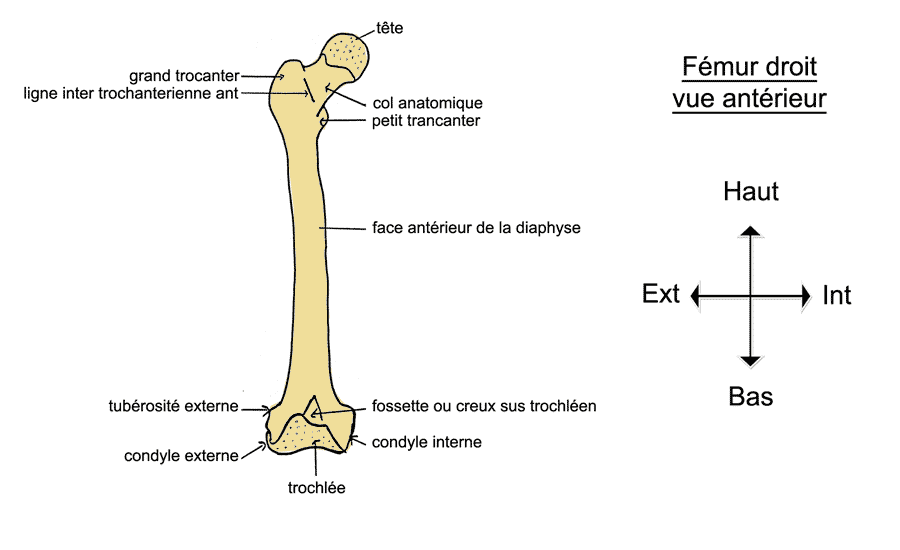 tête
grand trocanter
ligne inter trochanterienne ant
col anatomique
petit trancanter
face antérieur de la diaphyse
tubérosité externe
fossette ou creux sus trochléen
condyle interne
condyle externe
trochlée
Fémur droit
vue antérieur
Haut
Ext
Int
Bas